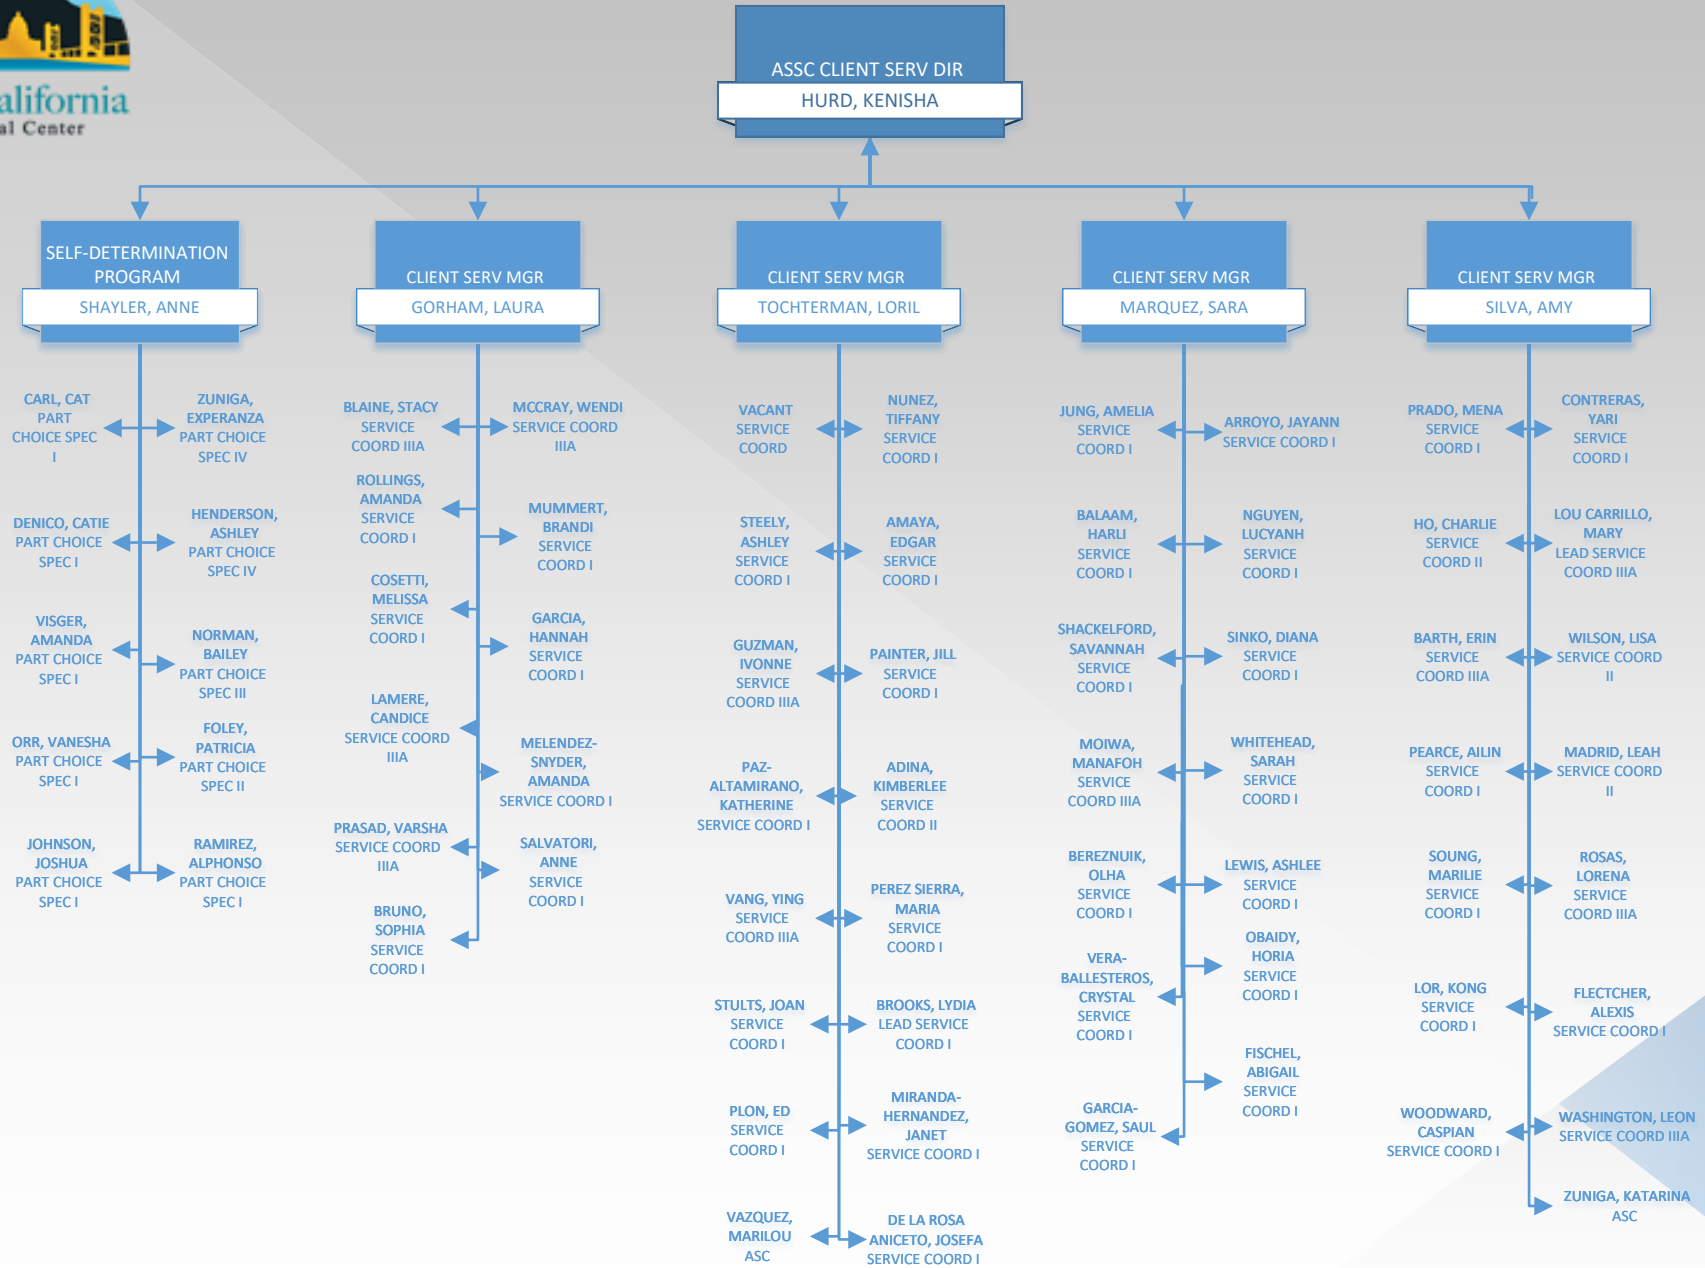 alifornia
al Center
ASSC CLIENT SERV DIR
HURD, KENISHA
SELF-DETERMINATION
PROGRAM
SHAYLER, ANNE
CARL, CAT
PART
CHOICE SPEC
I
ZUNIGA,
EXPERANZA
PART CHOICE
SPEC IV
DENICO, CATIE
PART CHOICE
SPEC I
HENDERSON,
ASHLEY
PART CHOICE
SPEC IV
VISGER,
AMANDA
PART CHOICE
SPEC I
NORMAN,
BAILEY
PART CHOICE
SPEC III
ORR, VANESHA
PART CHOICE
SPEC I
FOLEY,
PATRICIA
PART CHOICE
SPEC II
JOHNSON,
JOSHUA
PART CHOICE
SPEC I
RAMIREZ,
ALPHONSO
PART CHOICE
SPEC I
CLIENT SERV MGR
GORHAM, LAURA
BLAINE, STACY
SERVICE
COORD IIIA
MCCRAY, WENDI
SERVICE COORD
IIIA
ROLLINGS,
AMANDA
SERVICE
COORD I
MUMMERT,
BRANDI
SERVICE
COORD I
COSETTI,
MELISSA
SERVICE
COORD I
GARCIA,
HANNAH
SERVICE
COORD I
LAMERE,
CANDICE
SERVICE COORD
IIIA
MELENDEZ-
SNYDER,
AMANDA
SERVICE COORD I
PRASAD, VARSHA
SERVICE COORD
IIIA
SALVATORI,
ANNE
SERVICE
COORD I
BRUNO,
SOPHIA
SERVICE
COORD I
CLIENT SERV MGR
TOCHTERMAN, LORIL
VACANT
SERVICE
COORD
NUNEZ,
TIFFANY
SERVICE
COORD I
STEELY,
ASHLEY
SERVICE
COORD I
AMAYA,
EDGAR
SERVICE
COORD I
GUZMAN,
IVONNE
SERVICE
COORD IIIA
PAINTER, JILL
SERVICE
COORD I
PAZ-
ALTAMIRANO,
KATHERINE
SERVICE COORD I
ADINA,
KIMBERLEE
SERVICE
COORD II
VANG, YING
SERVICE
COORD IIIA
PEREZ SIERRA,
MARIA
SERVICE
COORD I
STULTS, JOAN
SERVICE
COORD I
BROOKS, LYDIA
LEAD SERVICE
COORD I
PLON, ED
SERVICE
COORD I
MIRANDA-
HERNANDEZ,
JANET
SERVICE COORD I
VAZQUEZ,
MARILOU
ASC
DE LA ROSA
ANICETO, JOSEFA
SERVICE COORD I
CLIENT SERV MGR
MARQUEZ, SARA
JUNG, AMELIA
SERVICE
COORD I
ARROYO, JAYANN
SERVICE COORD I
BALAAM,
HARLI
SERVICE
COORD I
NGUYEN,
LUCYANH
SERVICE
COORD I
SHACKELFORD,
SAVANNAH
SERVICE
COORD I
SINKO, DIANA
SERVICE
COORD I
MOIWA,
MANAFOH
SERVICE
COORD IIIA
WHITEHEAD,
SARAH
SERVICE
COORD I
BEREZNUIK,
OLHA
SERVICE
COORD I
LEWIS, ASHLEE
SERVICE
COORD I
VERA-
BALLESTEROS,
CRYSTAL
SERVICE
COORD I
OBAIDY,
HORIA
SERVICE
COORD I
GARCIA-
GOMEZ, SAUL
SERVICE
COORD I
FISCHEL,
ABIGAIL
SERVICE
COORD I
CLIENT SERV MGR
SILVA, AMY
PRADO, MENA
SERVICE
COORD I
CONTRERAS,
YARI
SERVICE
COORD I
HO, CHARLIE
SERVICE
COORD II
LOU CARRILLO,
MARY
LEAD SERVICE
COORD IIIA
BARTH, ERIN
SERVICE
COORD IIIA
WILSON, LISA
SERVICE COORD
II
PEARCE, AILIN
SERVICE
COORD I
MADRID, LEAH
SERVICE COORD
II
SOUNG,
MARILIE
SERVICE
COORD I
ROSAS,
LORENA
SERVICE
COORD IIIA
LOR, KONG
SERVICE
COORD I
FLECTCHER,
ALEXIS
SERVICE COORD I
WOODWARD,
CASPIAN
SERVICE COORD I
WASHINGTON, LEON
SERVICE COORD IIIA
ZUNIGA, KATARINA
ASC